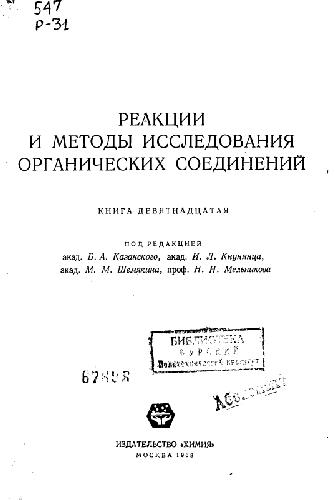 547
Р-31
РЕАКЦИИ
И МЕТОДЫ ИССЛЕДОВАНИЯ
ОРГАНИЧЕСКИХ СОЕДИНЕНИЙ
КНИГА ДЕВЯТНАДЦАТАЯ
ПОД РЕДАКЦИЕЙ
акад. Б. А. Казанского, акад. И. Л. Кнунянца,
акад. М. М. Шемякина, проф. Н. Н. Мельникова
БИБЛИОТЕКА
КУРСКИЙ
ИЗДАТЕЛЬСТВО «ХИМИЯ»
МОСКВА